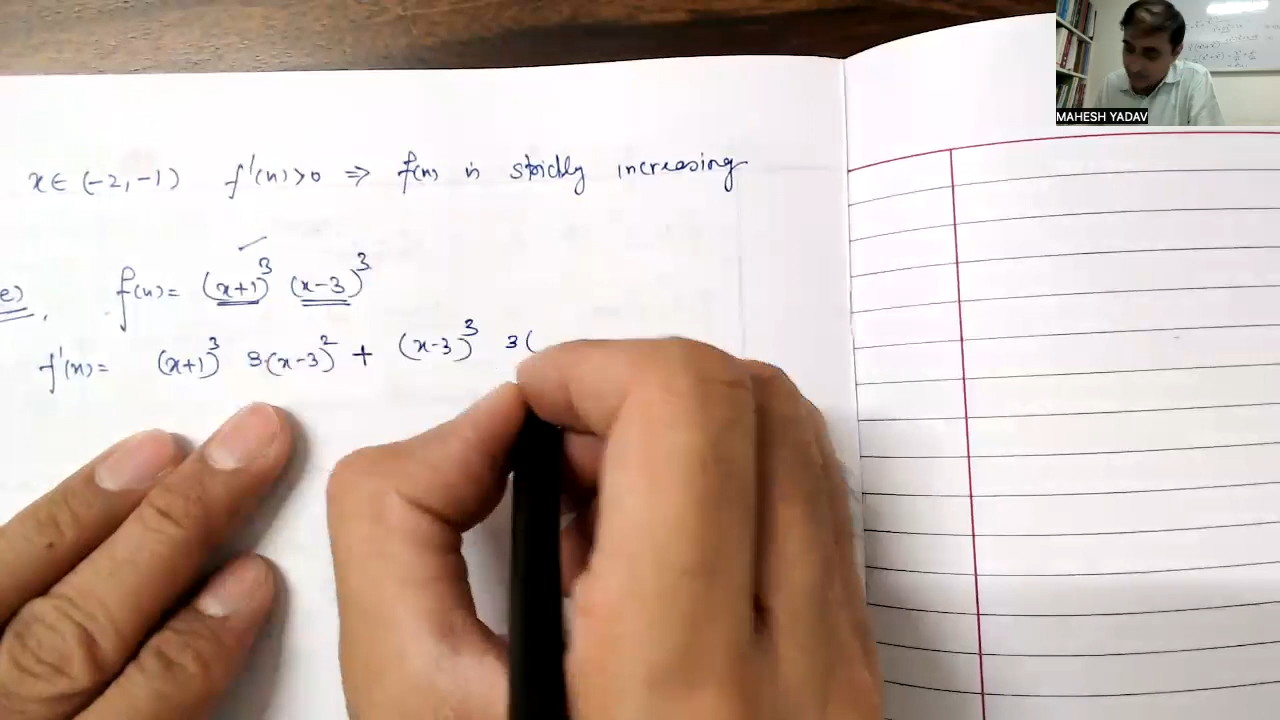 MAHESH YADAV
x ∈ (-2, -1) f'(x) > 0 ⇒ f(x) is strictly increasing
e), f(x) = (x+1)³ (x-3)³
f'(x) = (x+1)³ 3(x-3)² + (x-3)³ 3(